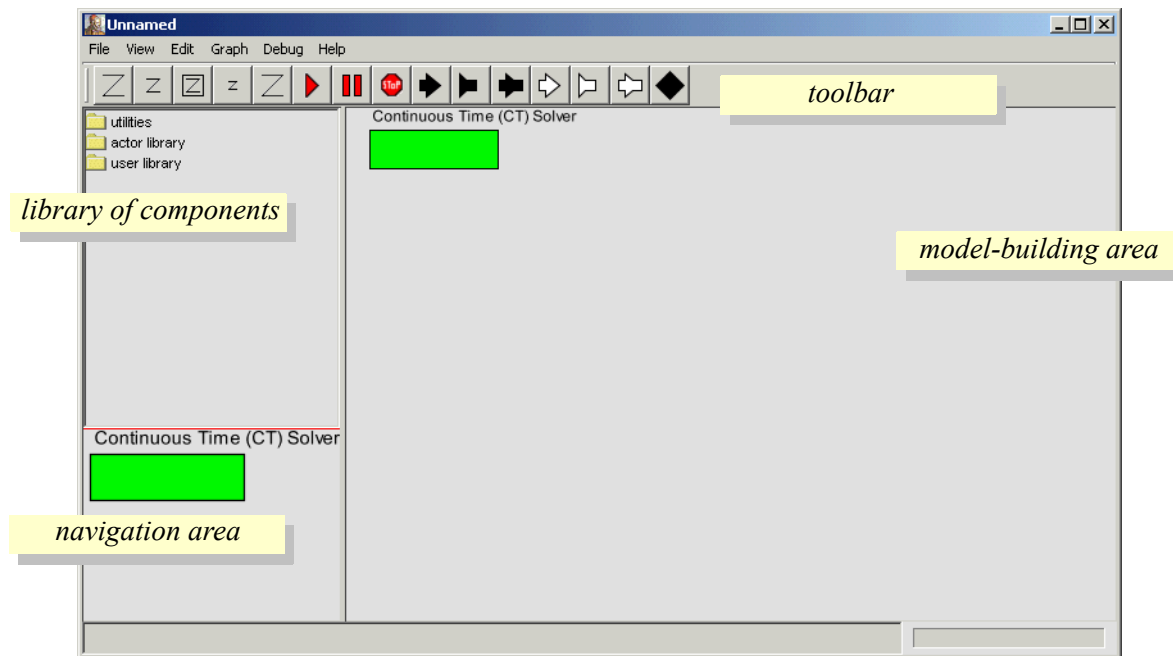 Unnamed
File View Edit Graph Debug Help
Z Z Z Z Z STOP
toolbar
utilities
actor library
user library
Continuous Time (CT) Solver
library of components
model-building area
Continuous Time (CT) Solver
navigation area